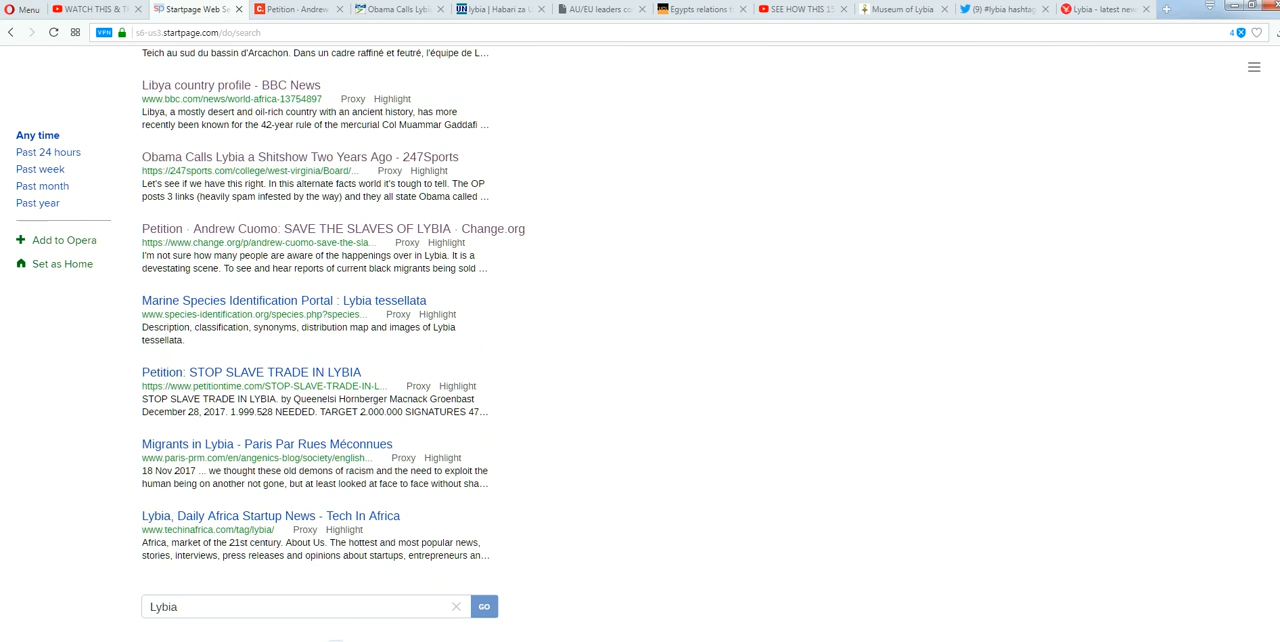 Menu
WATCH THIS & T
Startpage Web Se
Petition · Andrew
Obama Calls Lybi
lybia | Habari za U
AU/EU leaders co
Egypts relations t
SEE HOW THIS 15
Museum of Lybia
(9) #lybia hashtag
Lybia - latest new
VPN
s6-us3.startpage.com/do/search
4
Teich au sud du bassin d'Arcachon. Dans un cadre raffiné et feutré, l'équipe de L...
Libya country profile - BBC News
www.bbc.com/news/world-africa-13754897 Proxy Highlight
Libya, a mostly desert and oil-rich country with an ancient history, has more
recently been known for the 42-year rule of the mercurial Col Muammar Gaddafi ...
Any time
Past 24 hours
Past week
Past month
Past year
Add to Opera
Set as Home
Obama Calls Lybia a Shitshow Two Years Ago - 247Sports
https://247sports.com/college/west-virginia/Board/... Proxy Highlight
Let's see if we have this right. In this alternate facts world it's tough to tell. The OP
posts 3 links (heavily spam infested by the way) and they all state Obama called ...
Petition · Andrew Cuomo: SAVE THE SLAVES OF LYBIA · Change.org
https://www.change.org/p/andrew-cuomo-save-the-sla... Proxy Highlight
I'm not sure how many people are aware of the happenings over in Lybia. It is a
devestating scene. To see and hear reports of current black migrants being sold ...
Marine Species Identification Portal : Lybia tessellata
www.species-identification.org/species.php?species... Proxy Highlight
Description, classification, synonyms, distribution map and images of Lybia
tessellata.
Petition: STOP SLAVE TRADE IN LYBIA
https://www.petitiontime.com/STOP-SLAVE-TRADE-IN-L... Proxy Highlight
STOP SLAVE TRADE IN LYBIA. by Queenelsi Hornberger Macnack Groenbast
December 28, 2017. 1.999.528 NEEDED. TARGET 2.000.000 SIGNATURES 47...
Migrants in Lybia - Paris Par Rues Méconnues
www.paris-prm.com/en/angenics-blog/society/english... Proxy Highlight
18 Nov 2017 ... we thought these old demons of racism and the need to exploit the
human being on another not gone, but at least looked at face to face without sha...
Lybia, Daily Africa Startup News - Tech In Africa
www.techinafrica.com/tag/lybia/ Proxy Highlight
Africa, market of the 21st century. About Us. The hottest and most popular news,
stories, interviews, press releases and opinions about startups, entrepreneurs an...
Lybia
GO